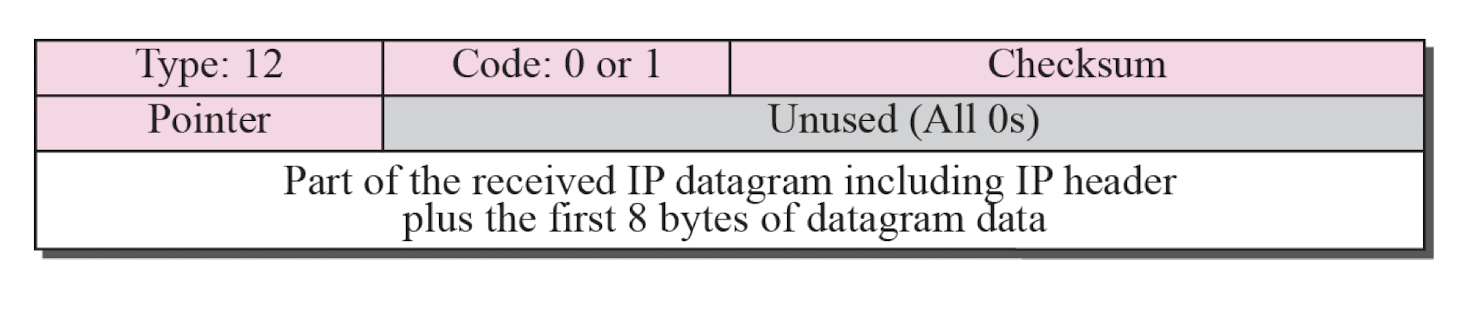 Type: 12 Code: 0 or 1 Checksum
Pointer Unused (All 0s)
Part of the received IP datagram including IP header
plus the first 8 bytes of datagram data